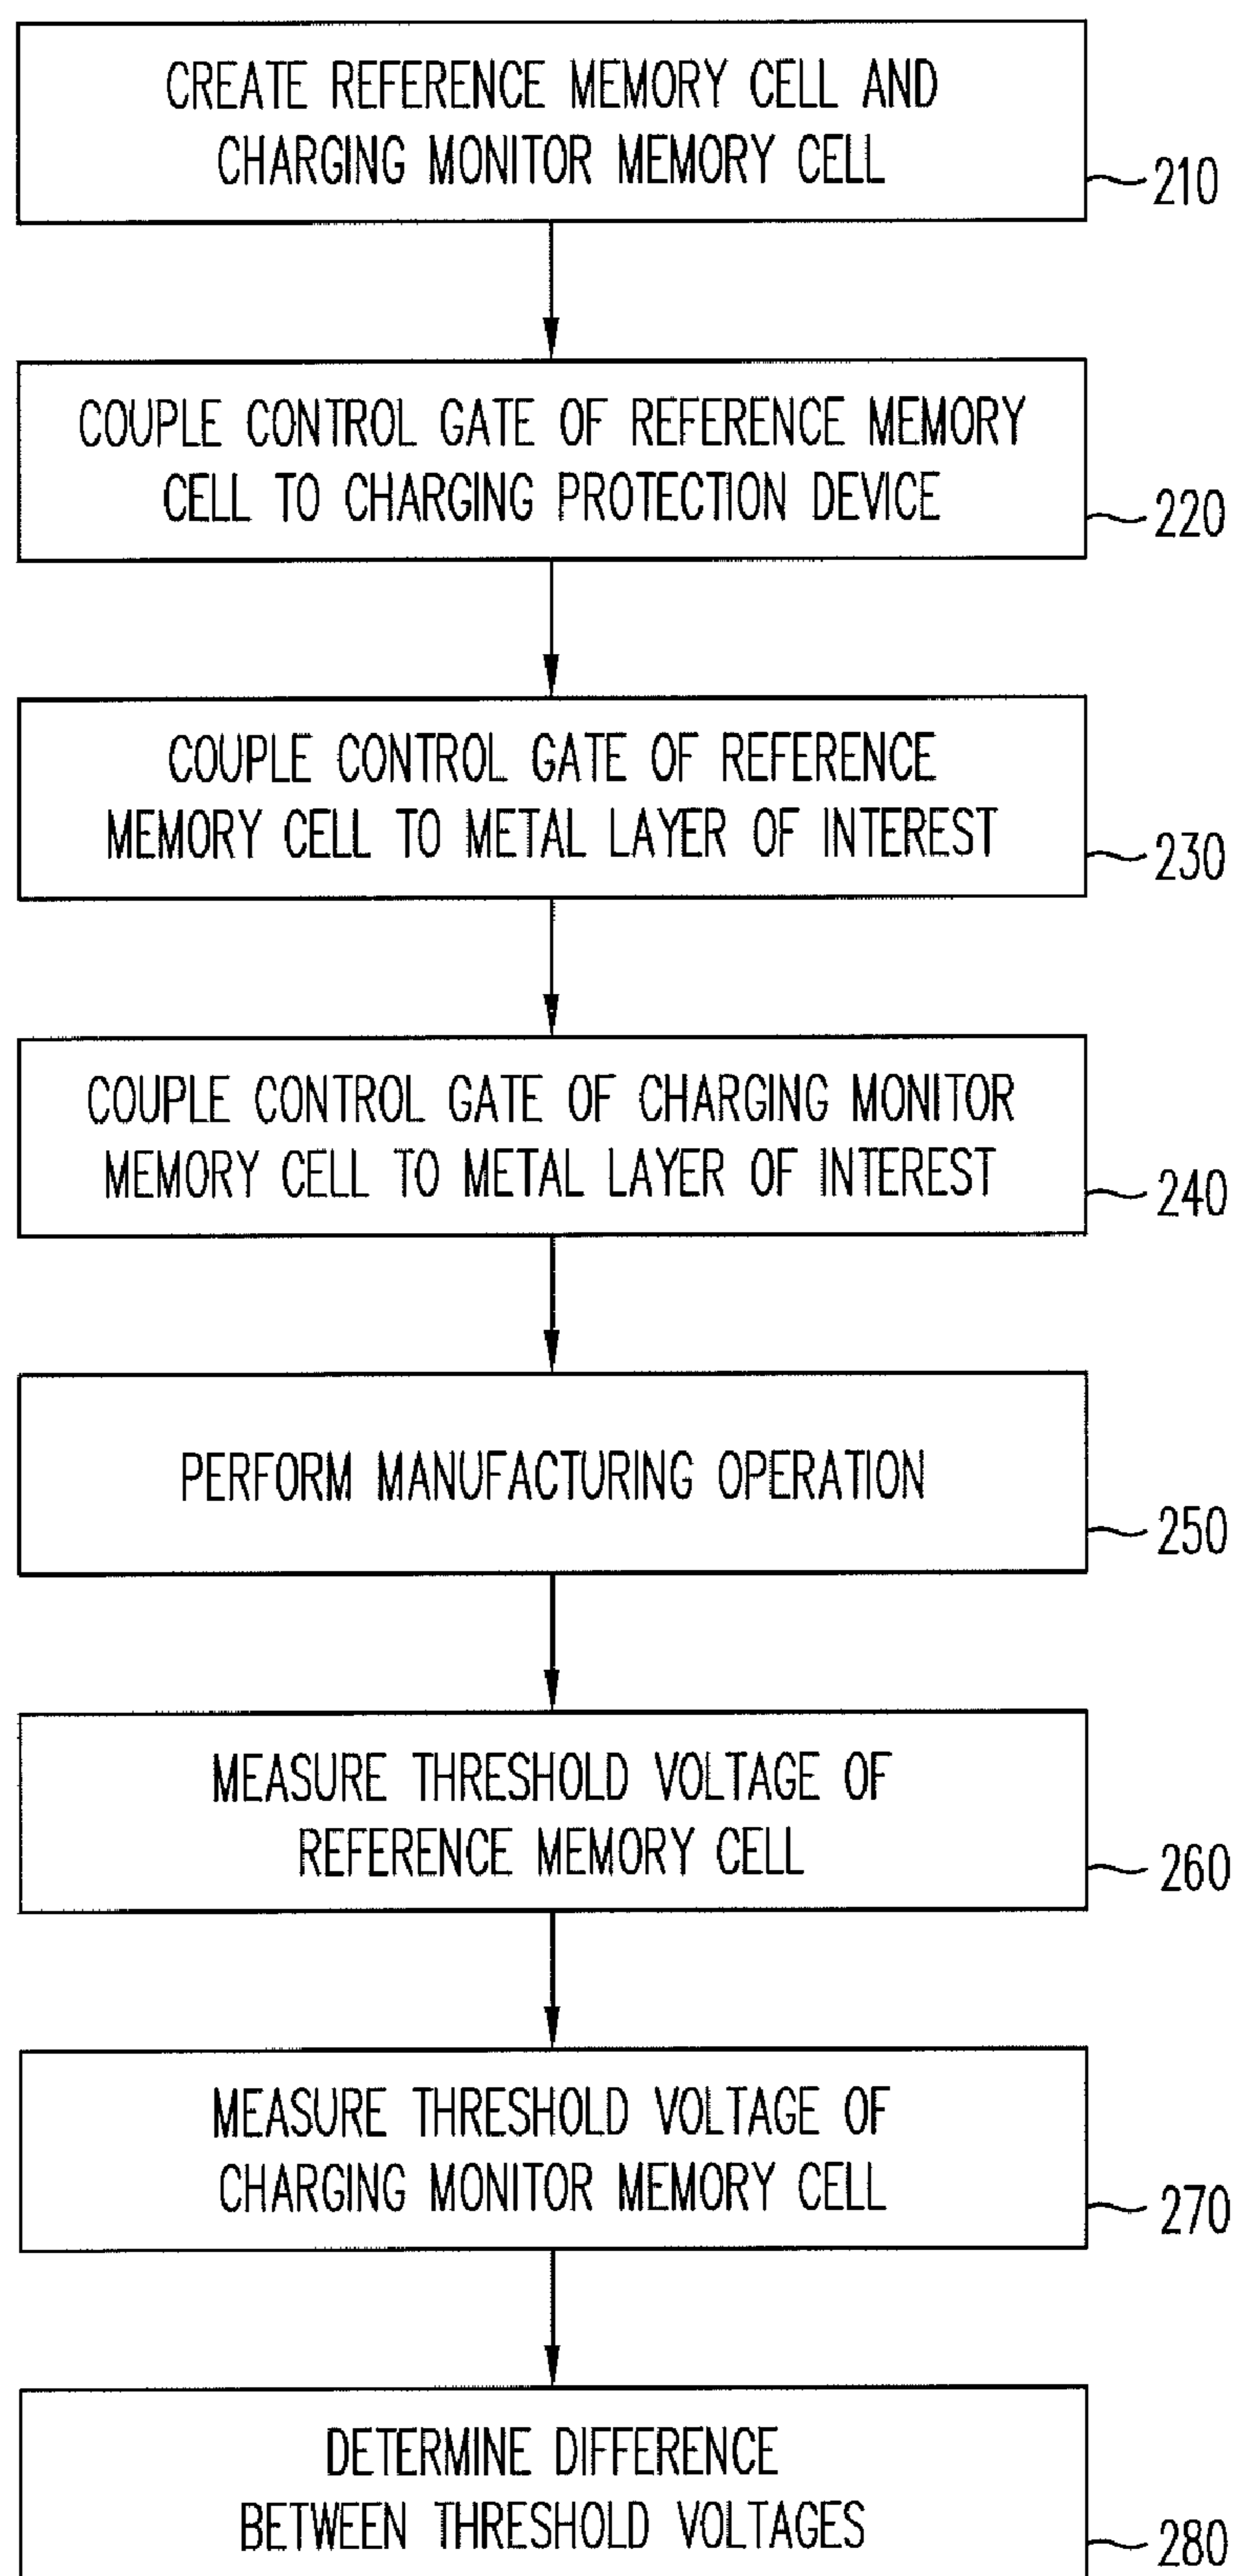 CREATE REFERENCE MEMORY CELL AND
CHARGING MONITOR MEMORY CELL
210
COUPLE CONTROL GATE OF REFERENCE MEMORY
CELL TO CHARGING PROTECTION DEVICE
220
COUPLE CONTROL GATE OF REFERENCE
MEMORY CELL TO METAL LAYER OF INTEREST
230
COUPLE CONTROL GATE OF CHARGING MONITOR
MEMORY CELL TO METAL LAYER OF INTEREST
240
PERFORM MANUFACTURING OPERATION
250
MEASURE THRESHOLD VOLTAGE OF
REFERENCE MEMORY CELL
260
MEASURE THRESHOLD VOLTAGE OF
CHARGING MONITOR MEMORY CELL
270
DETERMINE DIFFERENCE
BETWEEN THRESHOLD VOLTAGES
280